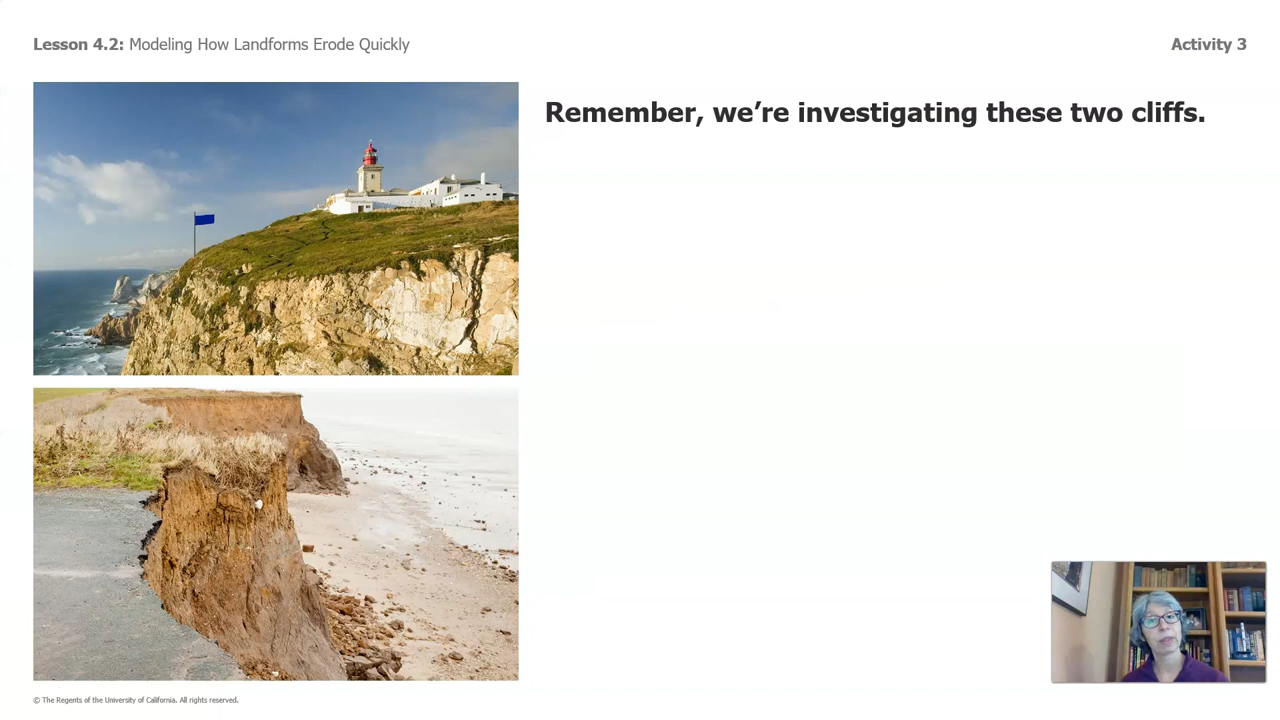 Lesson 4.2: Modeling How Landforms Erode Quickly
Activity 3
Remember, we're investigating these two cliffs.
© The Regents of the University of California. All rights reserved.